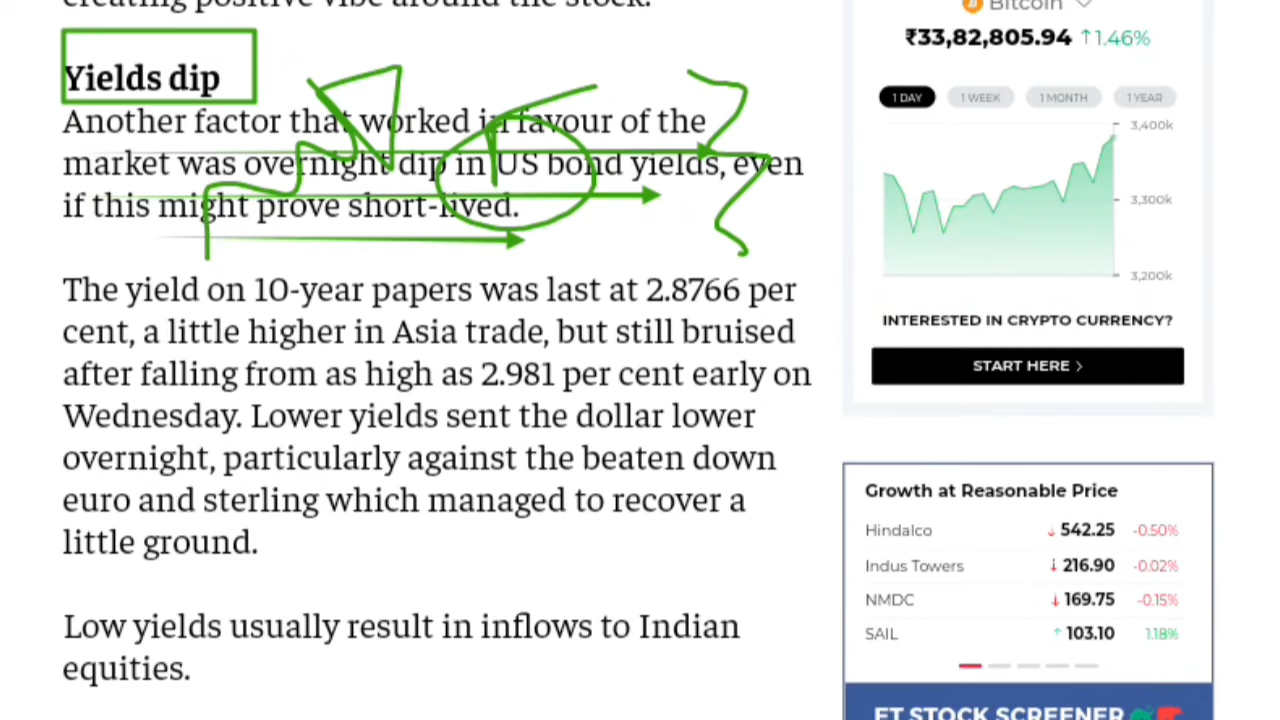 creating positive vibe around the stock.
Yields dip
Another factor that worked in favour of the
market was overnight dip in US bond yields, even
if this might prove short-lived.
The yield on 10-year papers was last at 2.8766 per
cent, a little higher in Asia trade, but still bruised
after falling from as high as 2.981 per cent early on
Wednesday. Lower yields sent the dollar lower
overnight, particularly against the beaten down
euro and sterling which managed to recover a
little ground.
Low yields usually result in inflows to Indian
equities.
Bitcoin
₹33,82,805.94 ↑1.46%
1 DAY 1 WEEK 1 MONTH 1 YEAR
3,400k
3,300k
3,200k
INTERESTED IN CRYPTO CURRENCY?
START HERE >
Growth at Reasonable Price
Hindalco ↓ 542.25 -0.50%
Indus Towers ↓ 216.90 -0.02%
NMDC ↓ 169.75 -0.15%
SAIL ↑ 103.10 1.18%
ET STOCK SCREENER